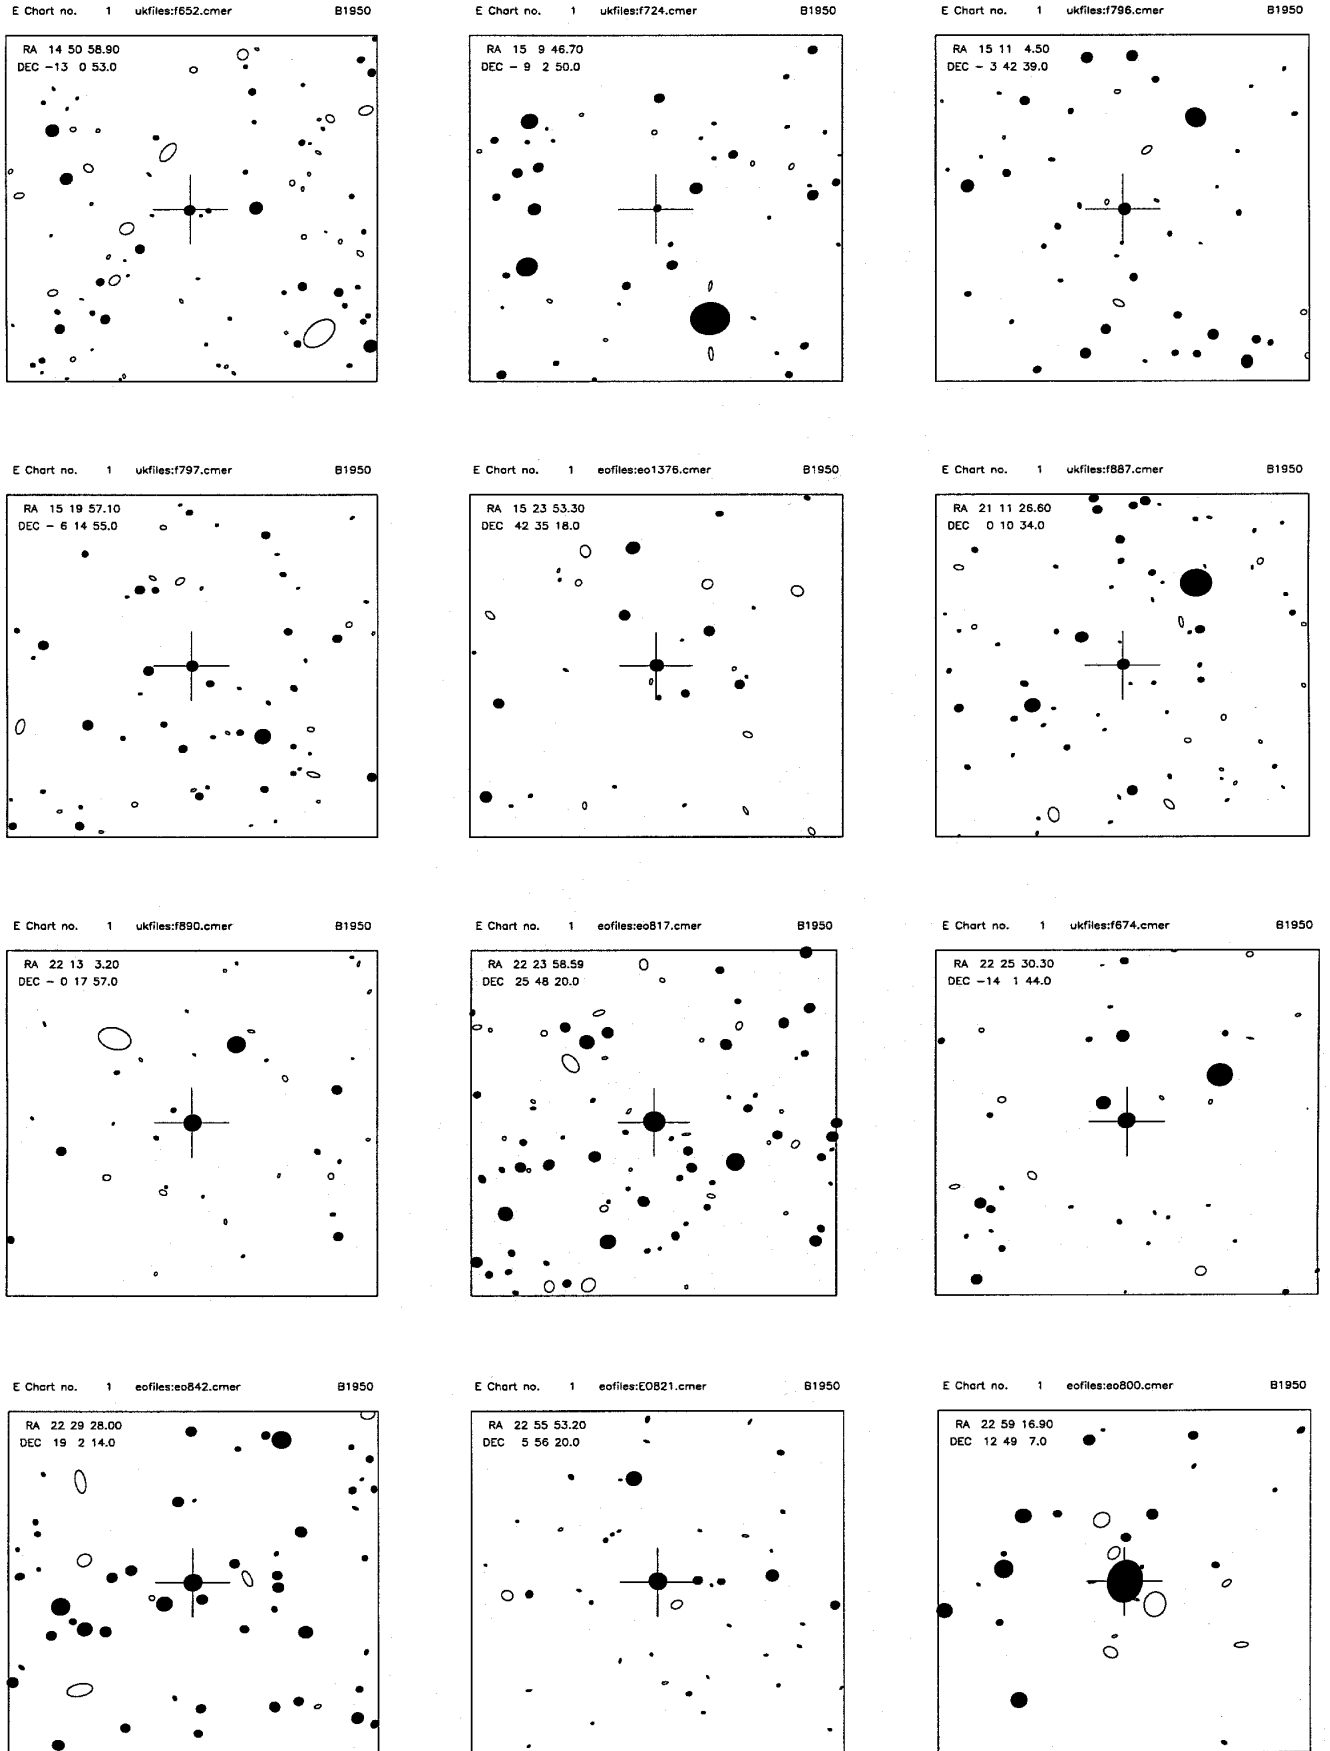 E Chart no. 1 ukfiles:f652.cmer B1950
RA 14 50 58.90
DEC -13 0 53.0
E Chart no. 1 ukfiles:f724.cmer B1950
RA 15 9 46.70
DEC - 9 2 50.0
E Chart no. 1 ukfiles:f796.cmer B1950
RA 15 11 4.50
DEC - 3 42 39.0
E Chart no. 1 ukfiles:f797.cmer B1950
RA 15 19 57.10
DEC - 6 14 55.0
E Chart no. 1 eofiles:eo1376.cmer B1950
RA 15 23 53.30
DEC 42 35 18.0
E Chart no. 1 ukfiles:f887.cmer B1950
RA 21 11 26.60
DEC 0 10 34.0
E Chart no. 1 ukfiles:f890.cmer B1950
RA 22 13 3.20
DEC - 0 17 57.0
E Chart no. 1 eofiles:eo817.cmer B1950
RA 22 23 58.59
DEC 25 48 20.0
E Chart no. 1 ukfiles:f674.cmer B1950
RA 22 25 30.30
DEC -14 1 44.0
E Chart no. 1 eofiles:eo842.cmer B1950
RA 22 29 28.00
DEC 19 2 14.0
E Chart no. 1 eofiles:E0821.cmer B1950
RA 22 55 53.20
DEC 5 56 20.0
E Chart no. 1 eofiles:eo800.cmer B1950
RA 22 59 16.90
DEC 12 49 7.0